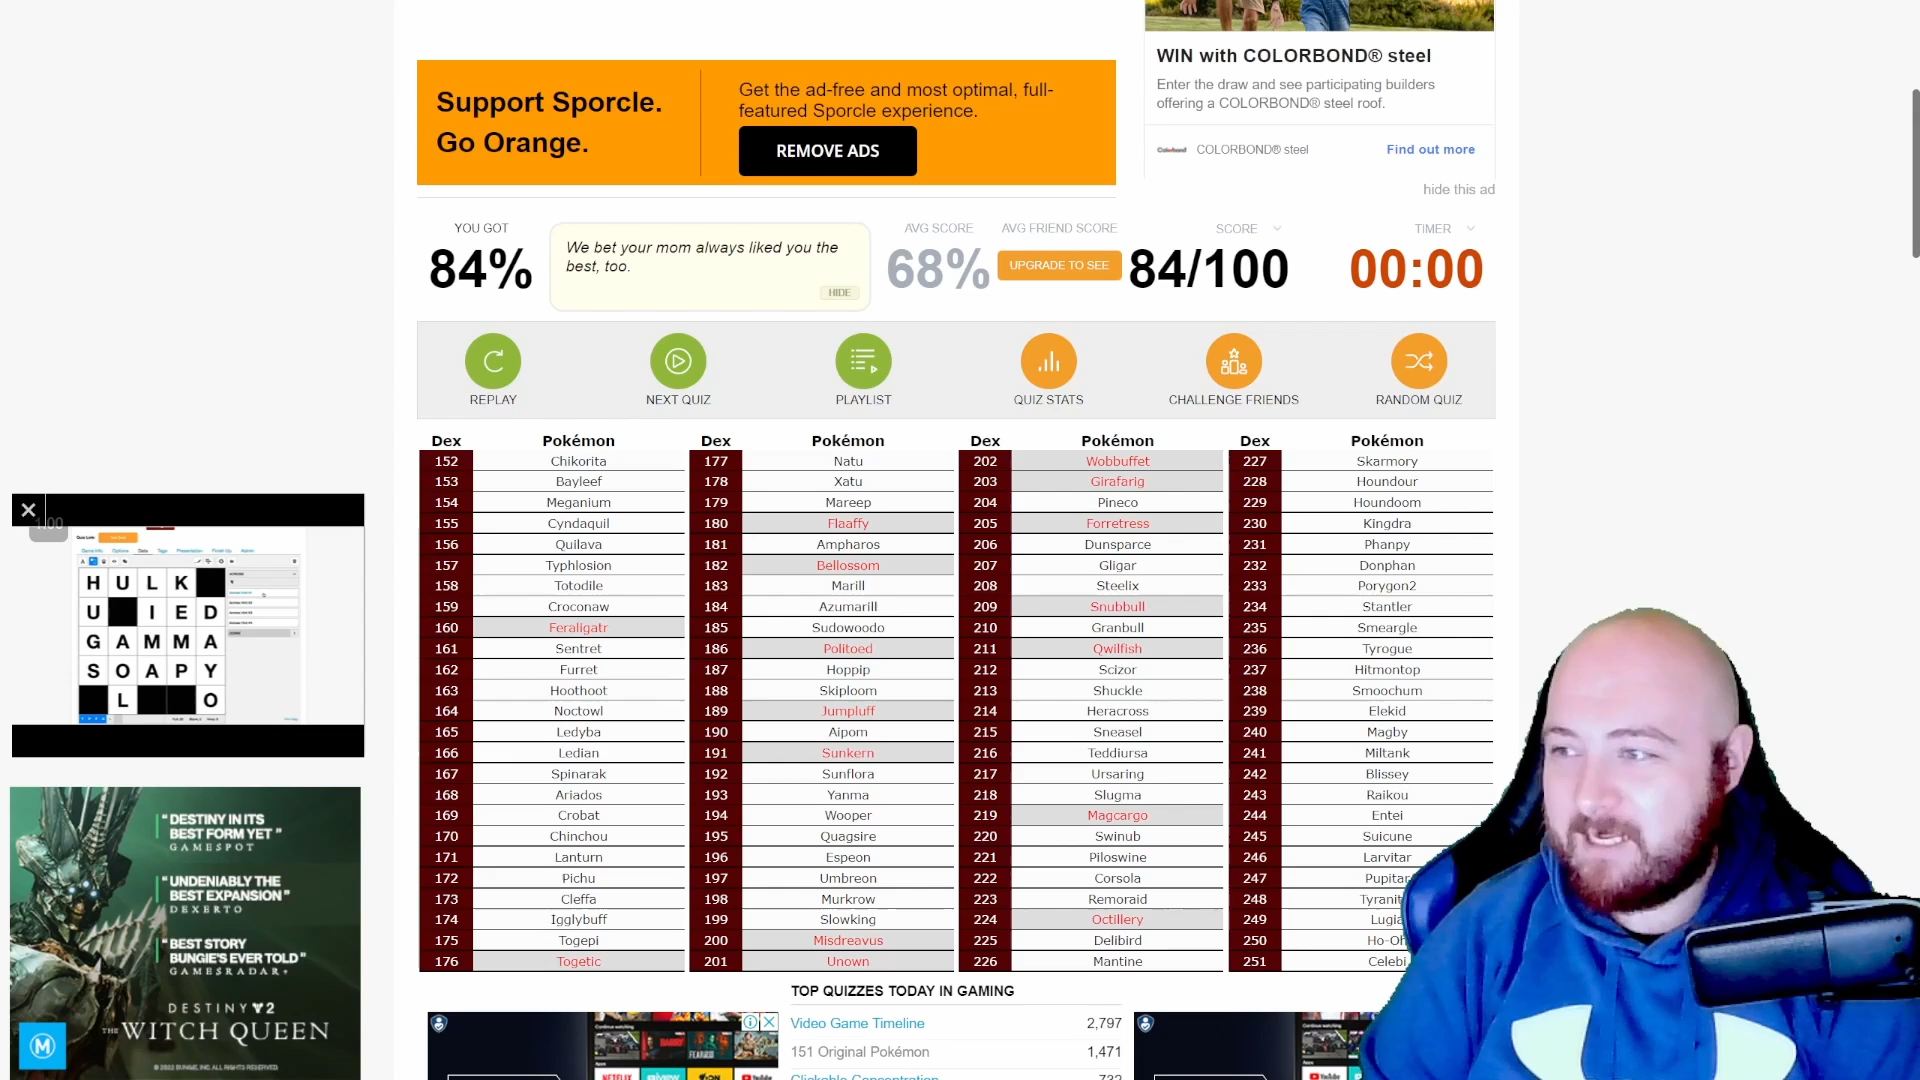 WIN with COLORBOND® steel
Enter the draw and see participating builders
offering a COLORBOND® steel roof.
COLORBOND® steel
Find out more
hide this ad
Support Sporcle.
Go Orange.
Get the ad-free and most optimal, full-
featured Sporcle experience.
REMOVE ADS
YOU GOT
84%
We bet your mom always liked you the
best, too.
HIDE
AVG SCORE
68%
AVG FRIEND SCORE
UPGRADE TO SEE
SCORE
84/100
TIMER
00:00
REPLAY
NEXT QUIZ
PLAYLIST
QUIZ STATS
CHALLENGE FRIENDS
RANDOM QUIZ
Dex Pokémon Dex Pokémon Dex Pokémon Dex Pokémon
152 Chikorita 177 Natu 202 Wobbuffet 227 Skarmory
153 Bayleef 178 Xatu 203 Girafarig 228 Houndour
154 Meganium 179 Mareep 204 Pineco 229 Houndoom
155 Cyndaquil 180 Flaaffy 205 Forretress 230 Kingdra
156 Quilava 181 Ampharos 206 Dunsparce 231 Phanpy
157 Typhlosion 182 Bellossom 207 Gligar 232 Donphan
158 Totodile 183 Marill 208 Steelix 233 Porygon2
159 Croconaw 184 Azumarill 209 Snubbull 234 Stantler
160 Feraligatr 185 Sudowoodo 210 Granbull 235 Smeargle
161 Sentret 186 Politoed 211 Qwilfish 236 Tyrogue
162 Furret 187 Hoppip 212 Scizor 237 Hitmontop
163 Hoothoot 188 Skiploom 213 Shuckle 238 Smoochum
164 Noctowl 189 Jumpluff 214 Heracross 239 Elekid
165 Ledyba 190 Aipom 215 Sneasel 240 Magby
166 Ledian 191 Sunkern 216 Teddiursa 241 Miltank
167 Spinarak 192 Sunflora 217 Ursaring 242 Blissey
168 Ariados 193 Yanma 218 Slugma 243 Raikou
169 Crobat 194 Wooper 219 Magcargo 244 Entei
170 Chinchou 195 Quagsire 220 Swinub 245 Suicune
171 Lanturn 196 Espeon 221 Piloswine 246 Larvitar
172 Pichu 197 Umbreon 222 Corsola 247 Pupitar
173 Cleffa 198 Murkrow 223 Remoraid 248 Tyranit
174 Igglybuff 199 Slowking 224 Octillery 249 Lugia
175 Togepi 200 Misdreavus 225 Delibird 250 Ho-Oh
176 Togetic 201 Unown 226 Mantine 251 Celebi
TOP QUIZZES TODAY IN GAMING
Video Game Timeline 2,797
151 Original Pokémon 1,471
Clickable Concentration 732
1.00
H U L K
U I E D
G A M M A
S O A P Y
L O
"DESTINY IN ITS
BEST FORM YET"
GAMESPOT
"UNDENIABLY THE
BEST EXPANSION"
DEXERTO
"BEST STORY
BUNGIE'S EVER TOLD"
GAMESRADAR+
DESTINY 2
THE WITCH QUEEN
M
NETFLIX
YouTube
YouTube